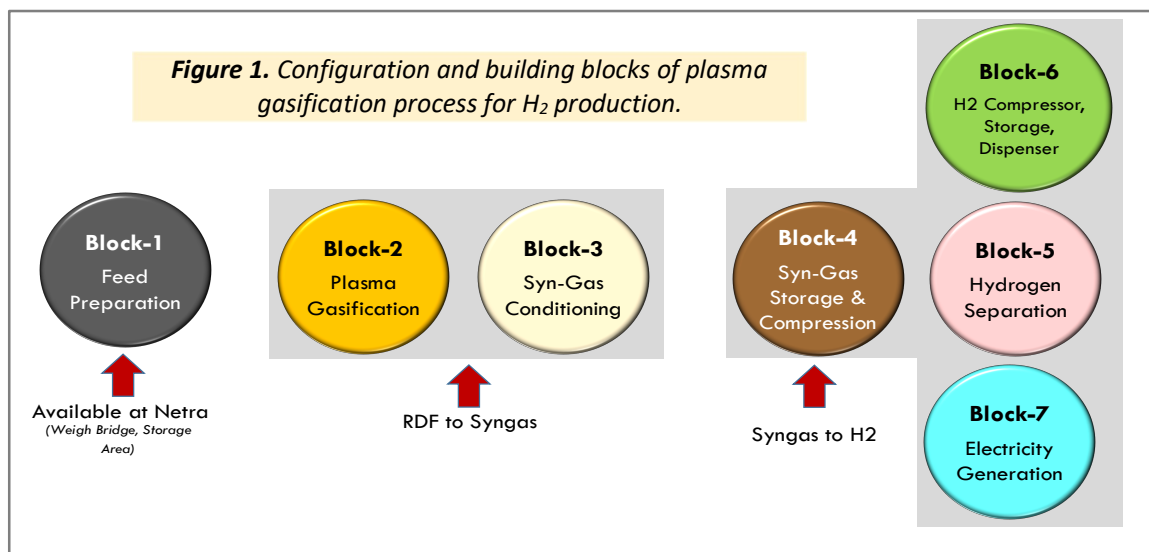 Figure 1. Configuration and building blocks of plasma
gasification process for H2 production.
Block-1
Feed
Preparation
Available at Netra
(Weigh Bridge, Storage
Area)
Block-2
Plasma
Gasification
Block-3
Syn-Gas
Conditioning
RDF to Syngas
Block-4
Syn-Gas
Storage &
Compression
Syngas to H2
Block-6
H2 Compressor,
Storage,
Dispenser
Block-5
Hydrogen
Separation
Block-7
Electricity
Generation